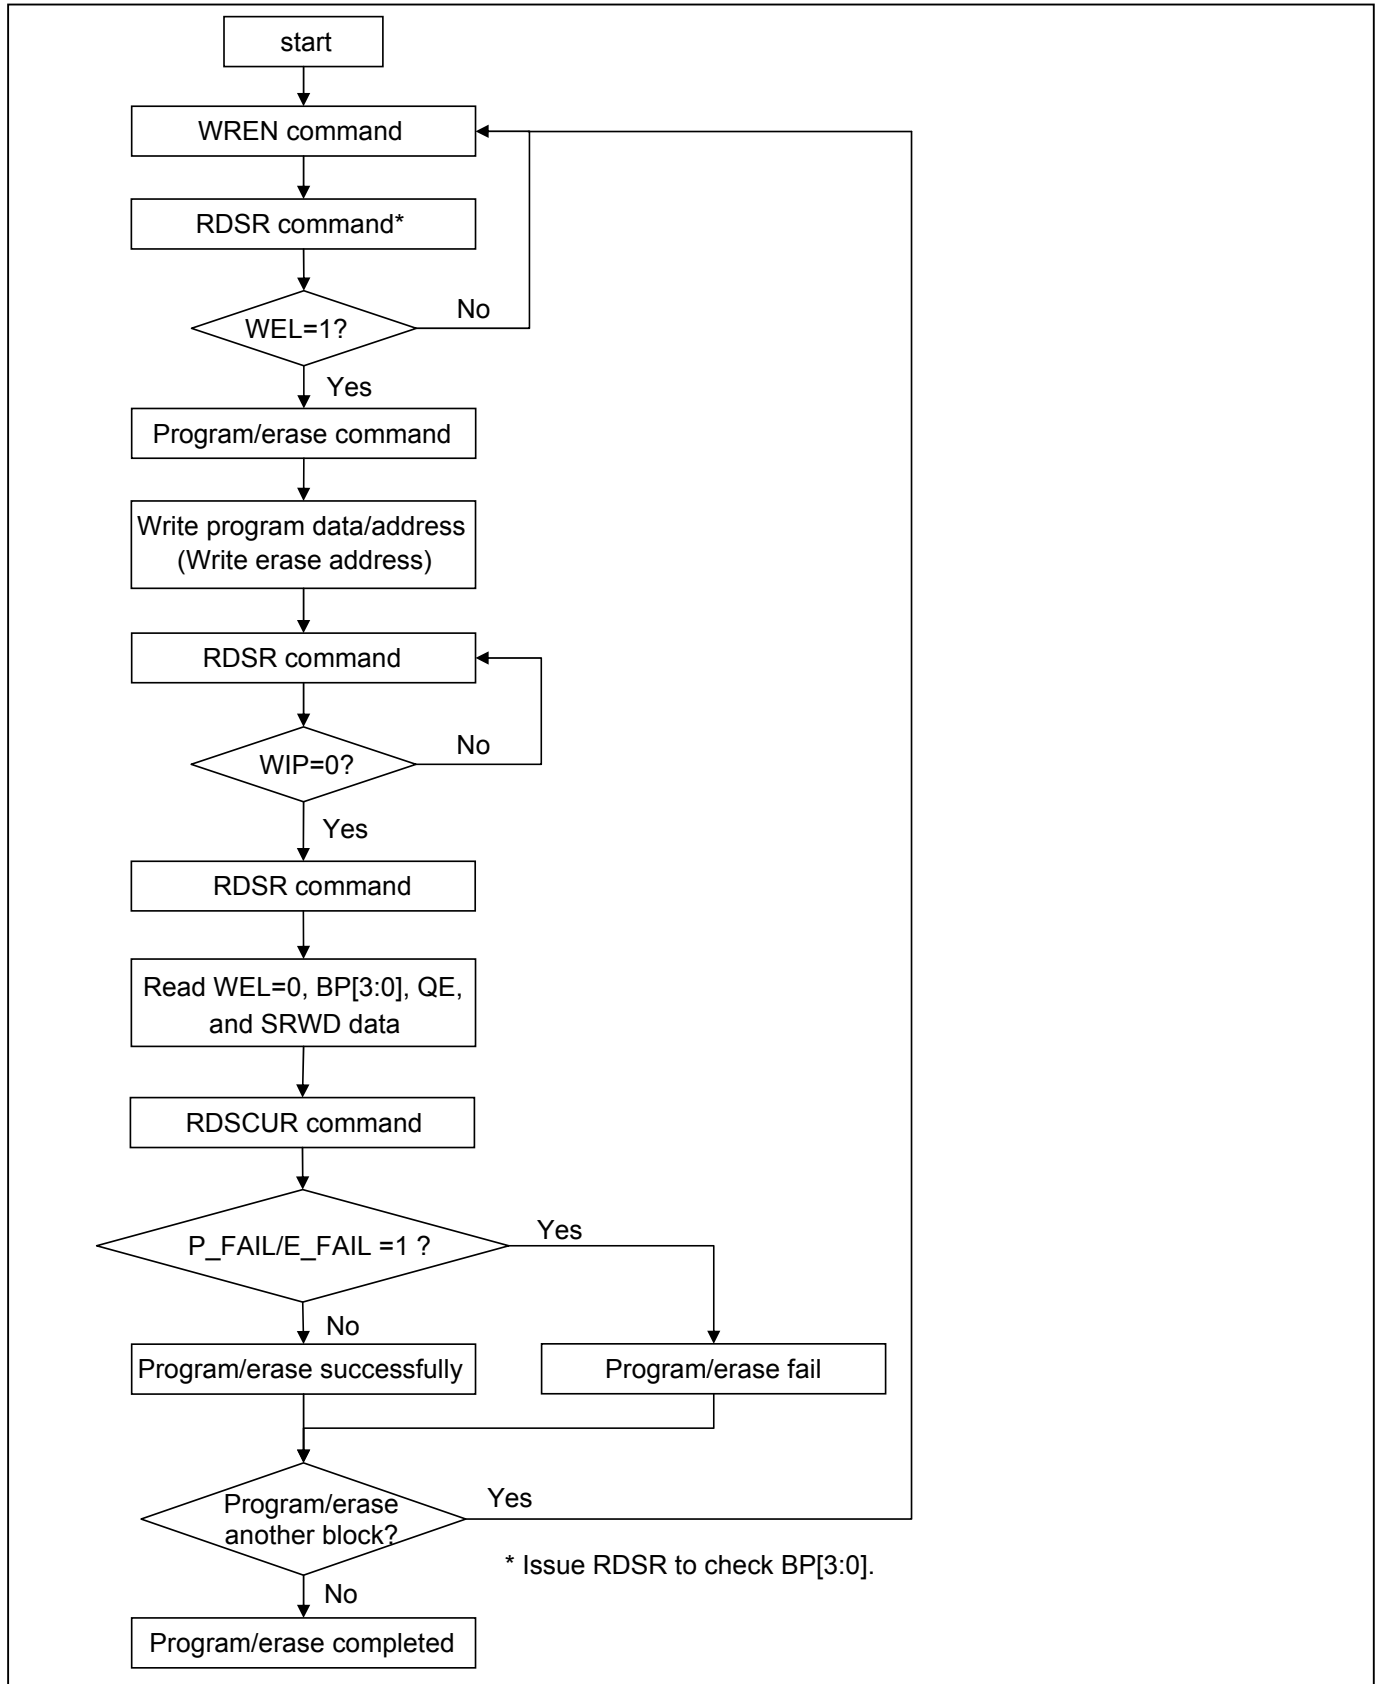 start
WREN command
RDSR command*
WEL=1?
No
Yes
Program/erase command
Write program data/address
(Write erase address)
RDSR command
WIP=0?
No
Yes
RDSR command
Read WEL=0, BP[3:0], QE,
and SRWD data
RDSCUR command
P_FAIL/E_FAIL =1 ?
Yes
No
Program/erase successfully
Program/erase fail
Program/erase
another block?
Yes
* Issue RDSR to check BP[3:0].
No
Program/erase completed